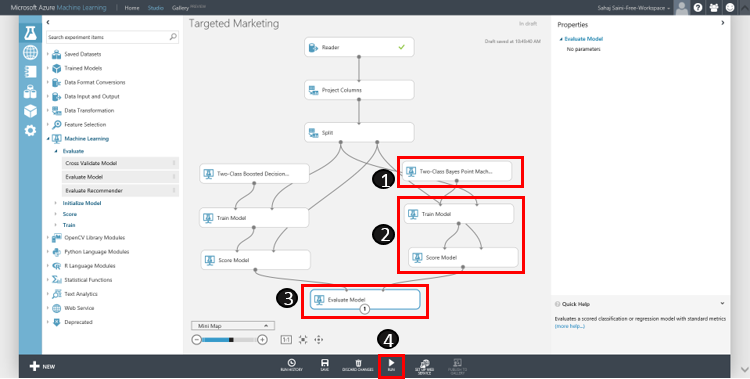 Microsoft Azure Machine Learning
Home Studio Gallery PREVIEW
Sahaj Saini-Free-Workspace
Search experiment items
Saved Datasets
Trained Models
Data Format Conversions
Data Input and Output
Data Transformation
Feature Selection
Machine Learning
Evaluate
Cross Validate Model
Evaluate Model
Evaluate Recommender
Initialize Model
Score
Train
OpenCV Library Modules
Python Language Modules
R Language Modules
Statistical Functions
Text Analytics
Web Service
Deprecated
Targeted Marketing
In draft
Draft saved at 10:49:40 AM
Reader
Project Columns
Split
Two-Class Boosted Decision...
1
Two-Class Bayes Point Mach...
Train Model
2
Train Model
Score Model
Score Model
3
Evaluate Model
1
Mini Map
4
1:1
Properties
Evaluate Model
No parameters
Quick Help
Evaluates a scored classification or regression model with standard metrics
(more help...)
NEW
RUN HISTORY
SAVE
DISCARD CHANGES
RUN
SET UP WEB
SERVICE
PUBLISH TO
GALLERY